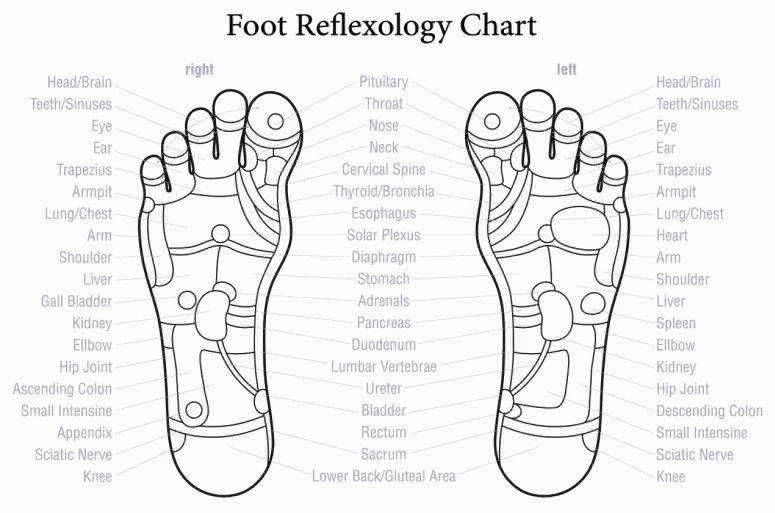 Foot Reflexology Chart
right
left
Head/Brain
Teeth/Sinuses
Eye
Ear
Trapezius
Armpit
Lung/Chest
Arm
Shoulder
Liver
Gall Bladder
Kidney
Ellbow
Hip Joint
Ascending Colon
Small Intensine
Appendix
Sciatic Nerve
Knee
Pituitary
Throat
Nose
Neck
Cervical Spine
Thyroid/Bronchia
Esophagus
Solar Plexus
Diaphragm
Stomach
Adrenals
Pancreas
Duodenum
Lumbar Vertebrae
Ureter
Bladder
Rectum
Sacrum
Lower Back/Gluteal Area
Head/Brain
Teeth/Sinuses
Eye
Ear
Trapezius
Armpit
Lung/Chest
Heart
Arm
Shoulder
Liver
Spleen
Ellbow
Kidney
Hip Joint
Descending Colon
Small Intensine
Sciatic Nerve
Knee